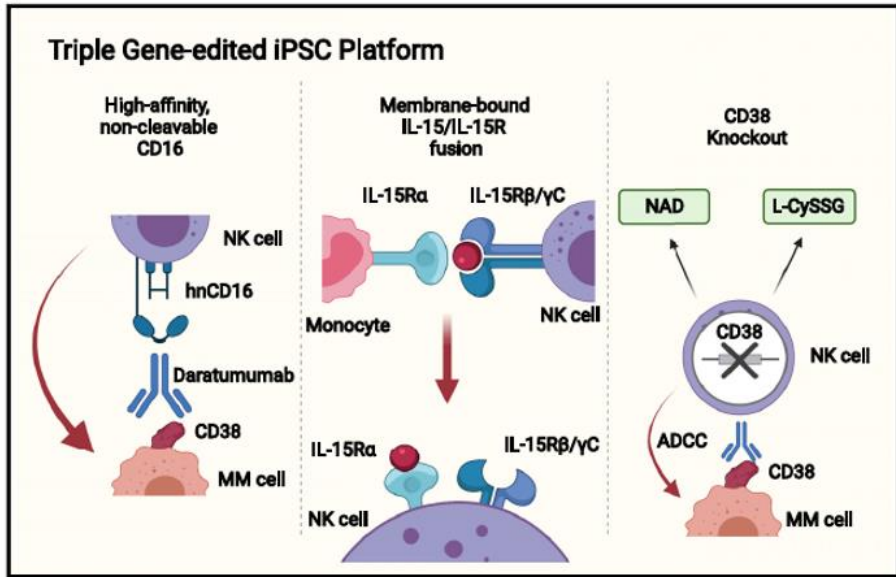 Triple Gene-edited iPSC Platform
High-affinity,
non-cleavable
CD16
NK cell
hnCD16
Daratumumab
CD38
MM cell
Membrane-bound
IL-15/IL-15R
fusion
IL-15Rα
IL-15Rβ/γC
Monocyte
NK cell
IL-15Rα
IL-15Rβ/γC
NK cell
CD38
Knockout
NAD
L-CySSG
CD38
NK cell
ADCC
CD38
MM cell